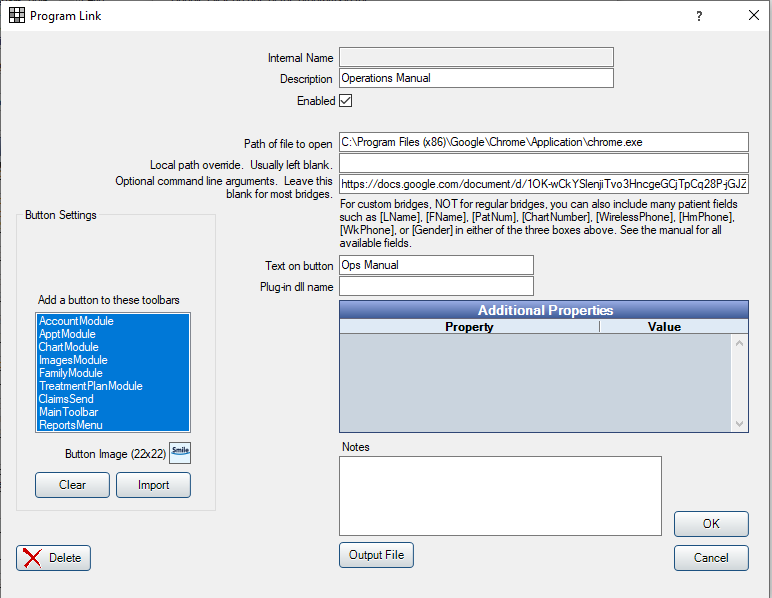 Program Link
?
Internal Name
Description Operations Manual
Enabled
Path of file to open C:\Program Files (x86)\Google\Chrome\Application\chrome.exe
Local path override. Usually left blank.
Optional command line arguments. Leave this
blank for most bridges.
https://docs.google.com/document/d/1OK-wCkYSlenjiTvo3HncgeGCjTpCq28P-jGJZ
For custom bridges, NOT for regular bridges, you can also include many patient fields
such as [LName], [FName], [PatNum], [ChartNumber], [WirelessPhone], [HmPhone],
[WkPhone], or [Gender] in either of the three boxes above. See the manual for all
available fields.
Button Settings
Text on button Ops Manual
Plug-in dll name
Add a button to these toolbars
AccountModule
ApptModule
ChartModule
ImagesModule
FamilyModule
TreatmentPlanModule
ClaimsSend
MainToolbar
ReportsMenu
Button Image (22x22) Smile
Clear Import
Additional Properties
Property Value
Notes
OK
Delete
Output File
Cancel